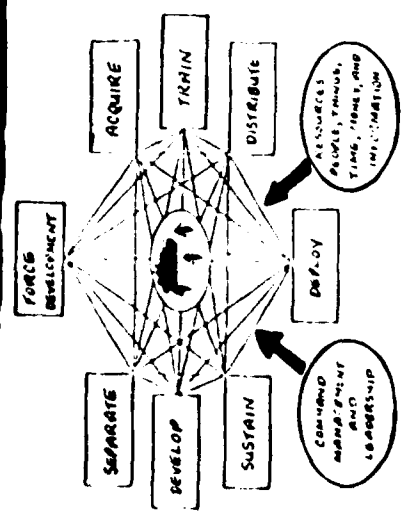 FORCE
DEVELOPMENT
ACQUIRE
TRAIN
DISTRIBUTE
DEPLOY
SUSTAIN
DEVELOP
SEPARATE
RESOURCES
PEOPLE, THINGS,
TIME, MONEY, AND
INFORMATION
COMMAND
MANAGEMENT
AND
LEADERSHIP